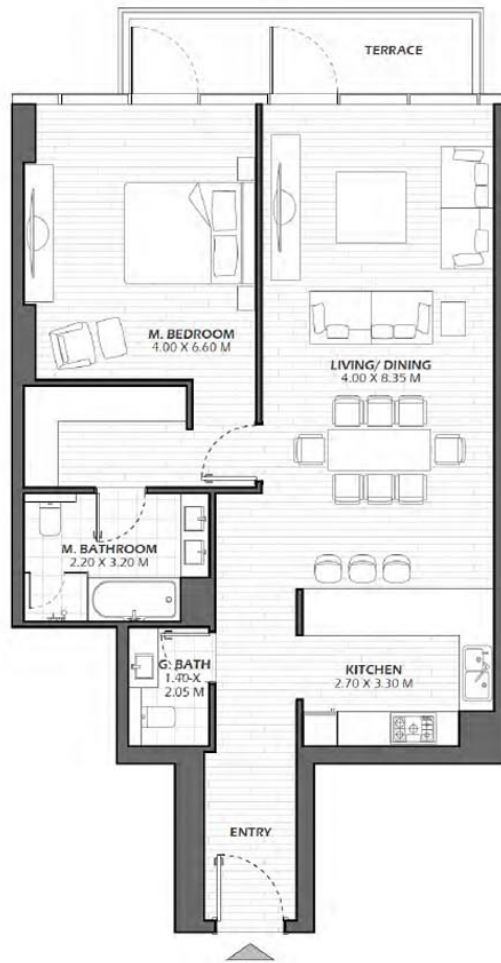 TERRACE
M. BEDROOM
4.00 X 6.60 M
LIVING/ DINING
4.00 X 8.35 M
M. BATHROOM
2.20 X 3.20 M
G. BATH
1.40 X
2.05 M
KITCHEN
2.70 X 3.30 M
ENTRY